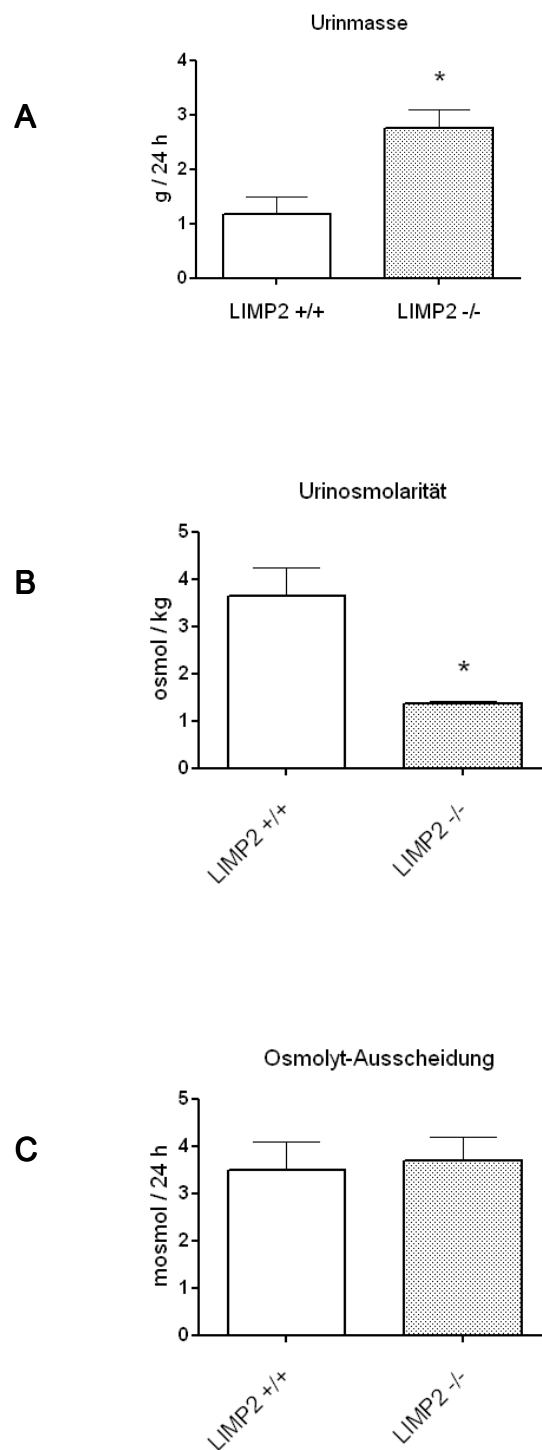 Urinmasse
A
*
4
3
2
1
0
g / 24 h
LIMP2 +/+
LIMP2 -/-
Urinosmolarität
B
5
4
3
2
1
0
osmol / kg
*
LIMP2 +/+
LIMP2 -/-
Osmolyt-Ausscheidung
C
5
4
3
2
1
0
mosmol / 24 h
LIMP2 +/+
LIMP2 -/-